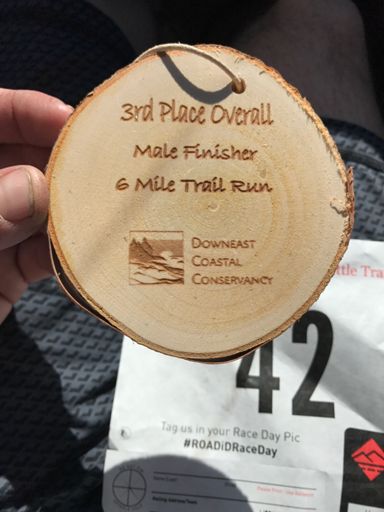 3rd Place Overall
Male Finisher
6 Mile Trail Run
Downeast
Coastal
Conservancy
42
Tag us in your Race Day Pic
#ROADiDRaceDay